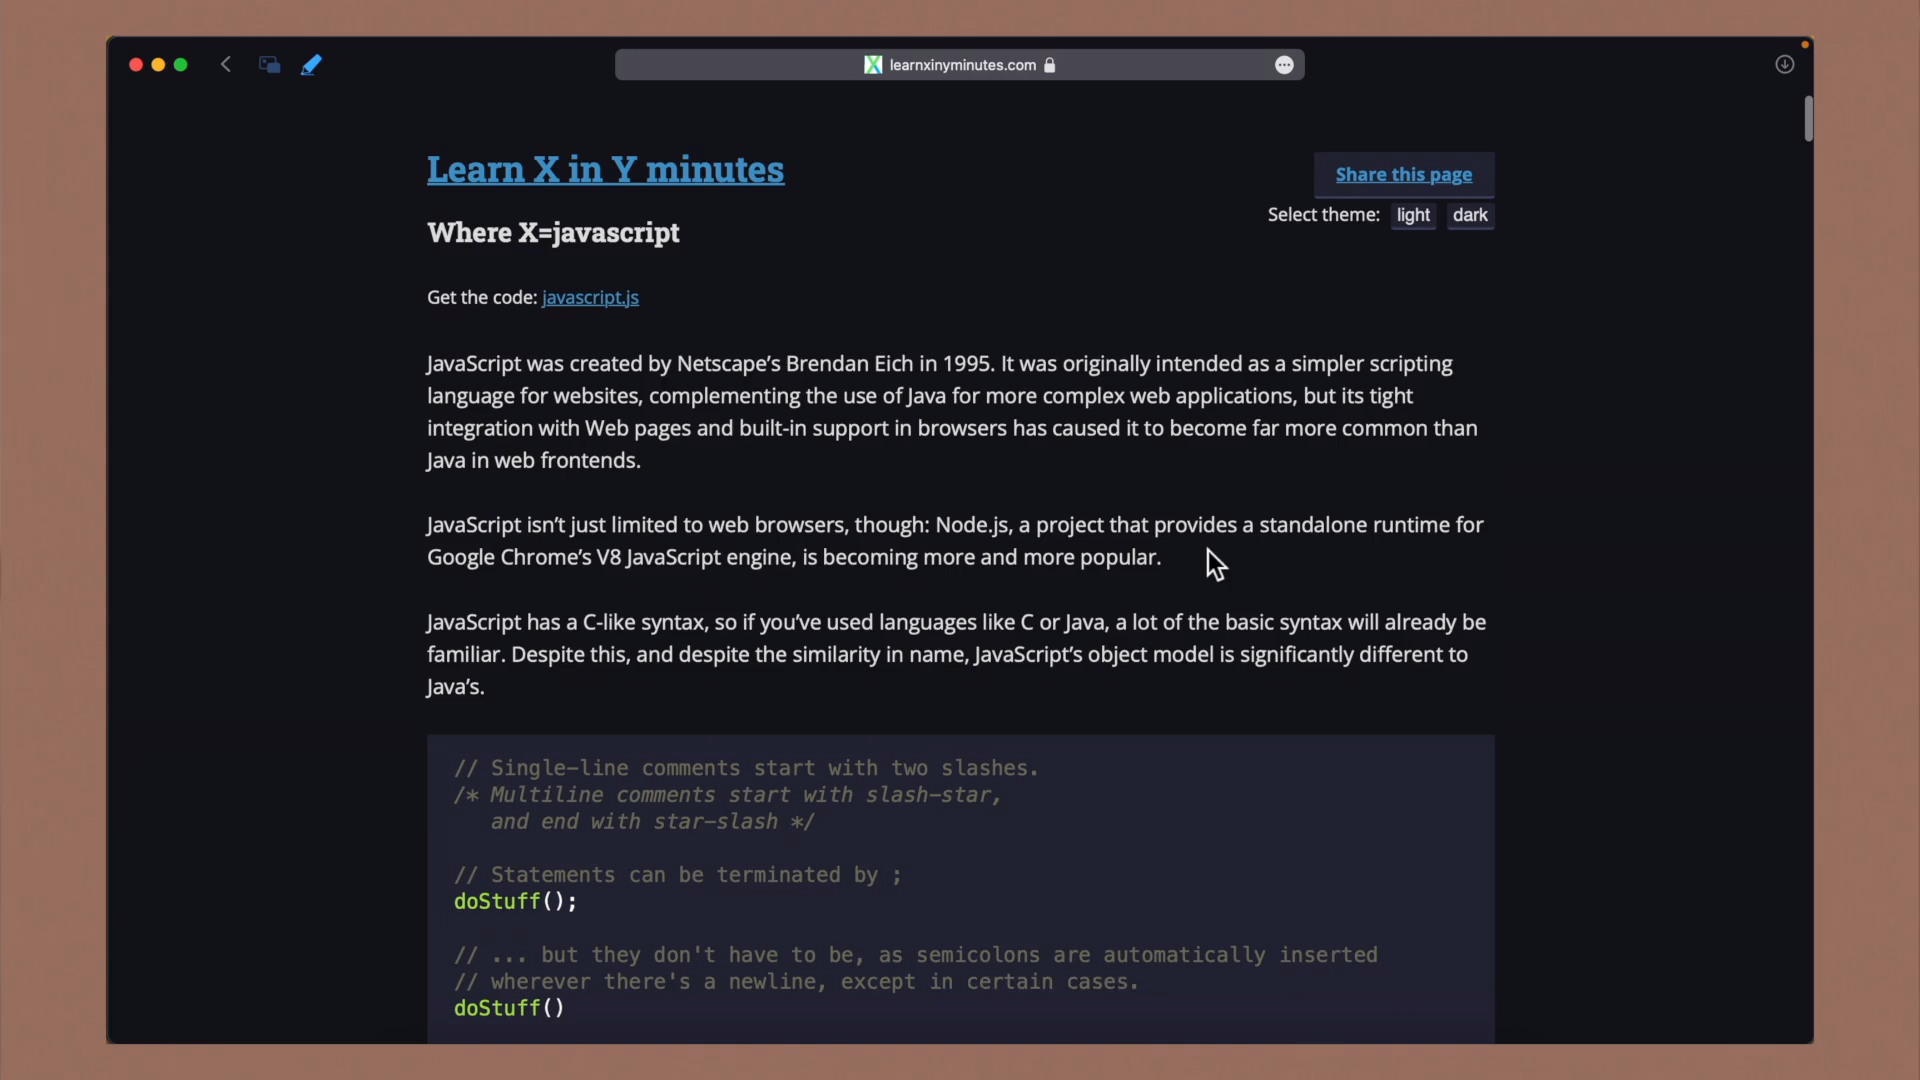 learnxinyminutes.com
Learn X in Y minutes
Share this page
Select theme: light dark
Where X=javascript
Get the code: javascript.js
JavaScript was created by Netscape’s Brendan Eich in 1995. It was originally intended as a simpler scripting
language for websites, complementing the use of Java for more complex web applications, but its tight
integration with Web pages and built-in support in browsers has caused it to become far more common than
Java in web frontends.
JavaScript isn’t just limited to web browsers, though: Node.js, a project that provides a standalone runtime for
Google Chrome’s V8 JavaScript engine, is becoming more and more popular.
JavaScript has a C-like syntax, so if you’ve used languages like C or Java, a lot of the basic syntax will already be
familiar. Despite this, and despite the similarity in name, JavaScript’s object model is significantly different to
Java’s.
// Single-line comments start with two slashes.
/* Multiline comments start with slash-star,
   and end with star-slash */
// Statements can be terminated by ;
doStuff();
// ... but they don't have to be, as semicolons are automatically inserted
// wherever there's a newline, except in certain cases.
doStuff()